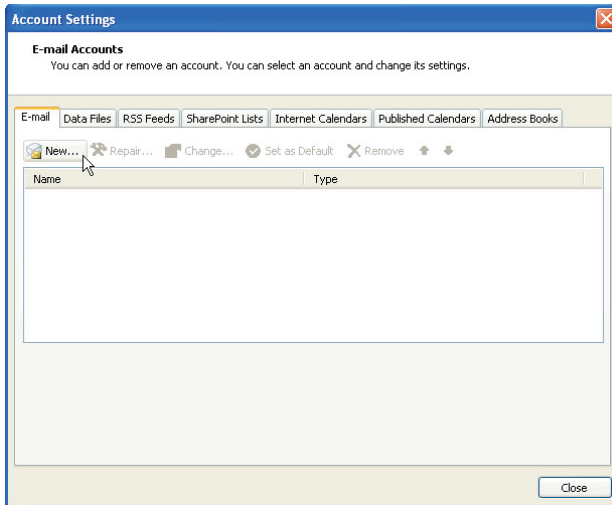 Account Settings
E-mail Accounts
You can add or remove an account. You can select an account and change its settings.
E-mail Data Files RSS Feeds SharePoint Lists Internet Calendars Published Calendars Address Books
New... Repair... Change... Set as Default Remove
Name Type
Close